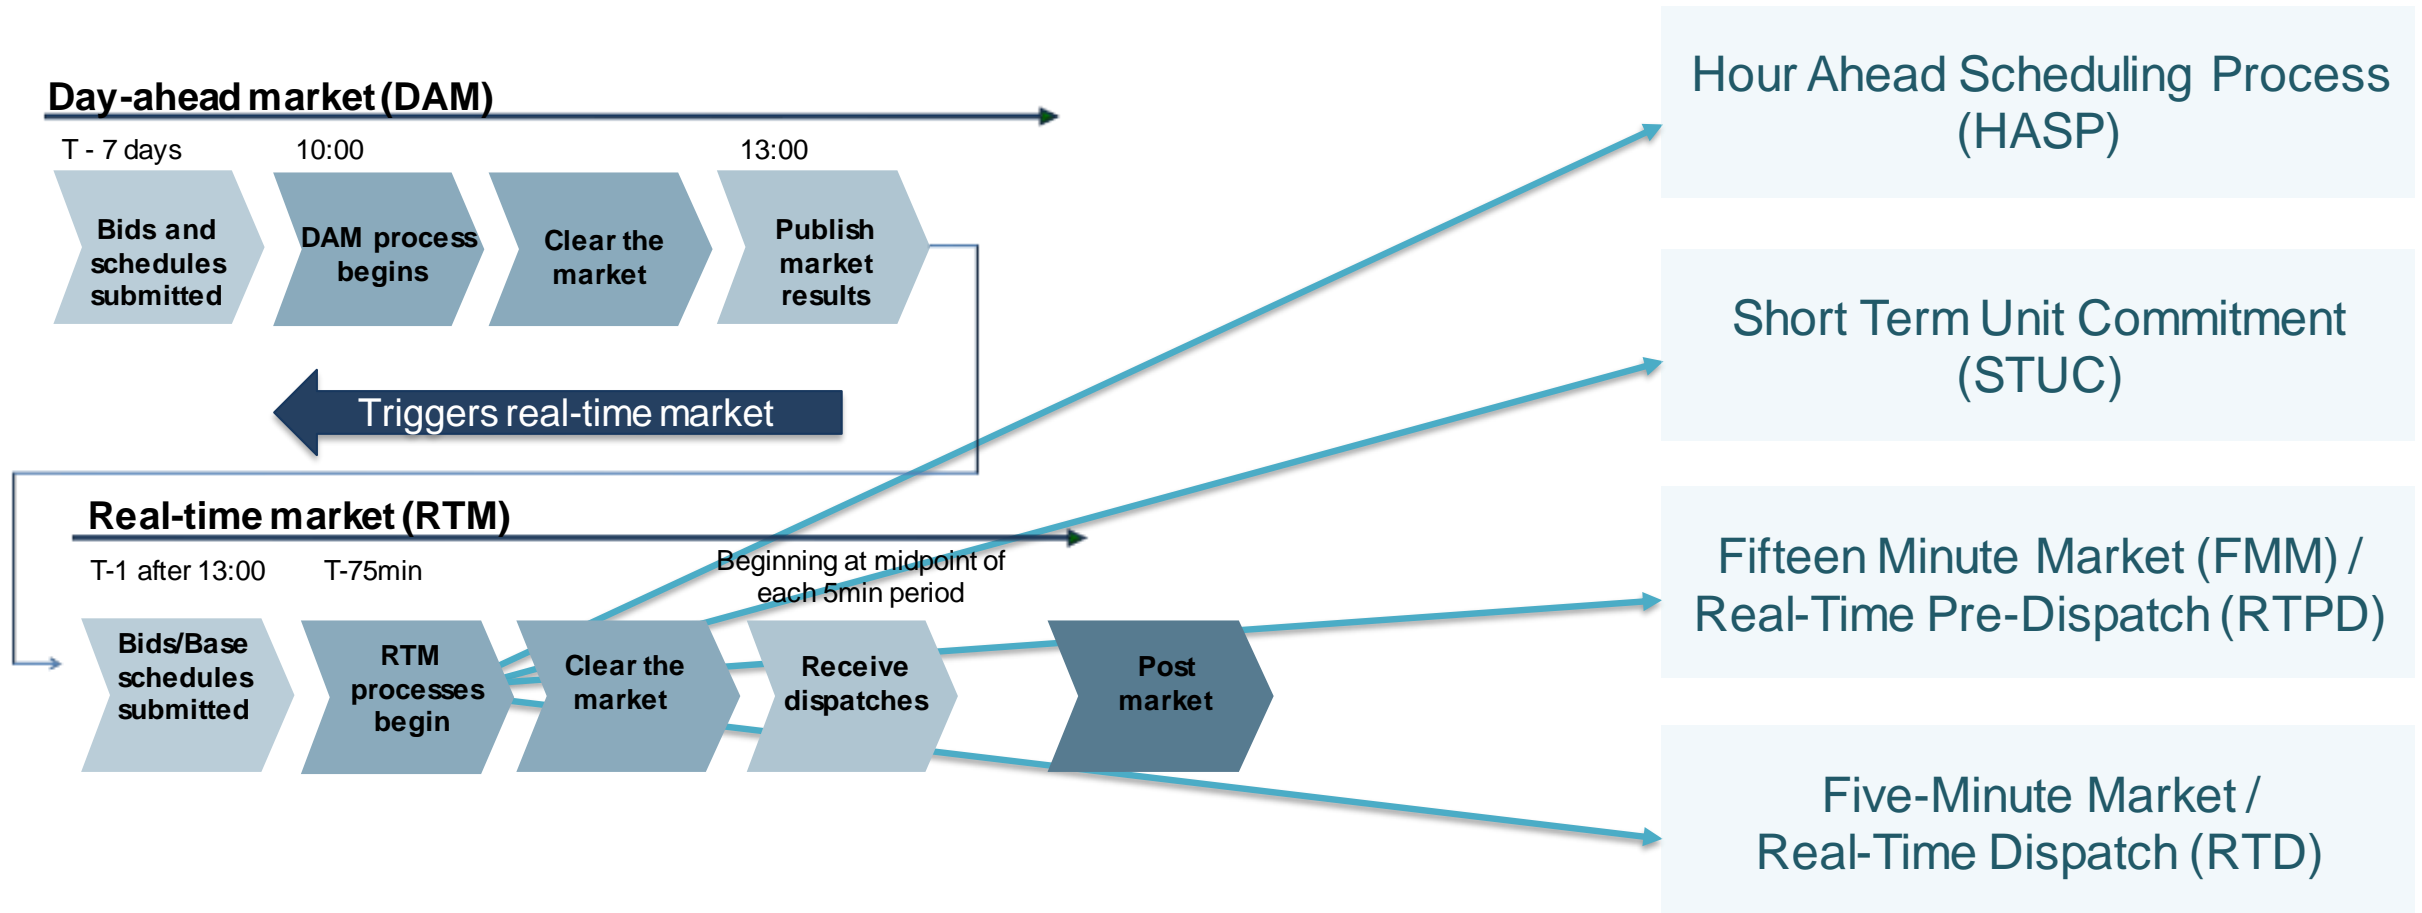 Day-ahead market (DAM)
T - 7 days
10:00
13:00
Bids and
schedules
submitted
DAM process
begins
Clear the
market
Publish
market
results
Triggers real-time market
Real-time market (RTM)
T-1 after 13:00
T-75min
Beginning at midpoint of
each 5min period
Bids/Base
schedules
submitted
RTM
processes
begin
Clear the
market
Receive
dispatches
Post
market
Hour Ahead Scheduling Process
(HASP)
Short Term Unit Commitment
(STUC)
Fifteen Minute Market (FMM) /
Real-Time Pre-Dispatch (RTPD)
Five-Minute Market /
Real-Time Dispatch (RTD)